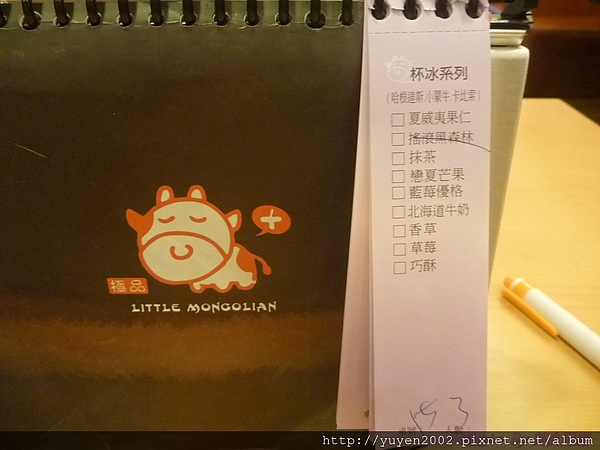 杯冰系列
(哈根達斯.小蒙牛.卡比索)
□ 夏威夷果仁
□ 搖滾黑森林
□ 抹茶
□ 戀夏芒果
□ 藍莓優格
□ 北海道牛奶
□ 香草
□ 草莓
□ 巧酥
極品
LITTLE MONGOLIAN
http://yuyen2002.pixnet.net/album